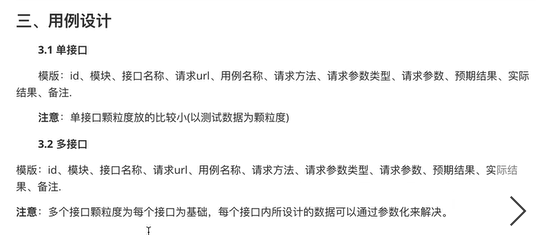 三、用例设计
3.1 单接口
模版：id、模块、接口名称、请求url、用例名称、请求方法、请求参数类型、请求参数、预期结果、实际
结果、备注.
注意：单接口颗粒度放的比较小(以测试数据为颗粒度)
3.2 多接口
模版：id、模块、接口名称、请求url、用例名称、请求方法、请求参数类型、请求参数、预期结果、实际结
果、备注.
注意：多个接口颗粒度为每个接口为基础，每个接口内所设计的数据可以通过参数化来解决。